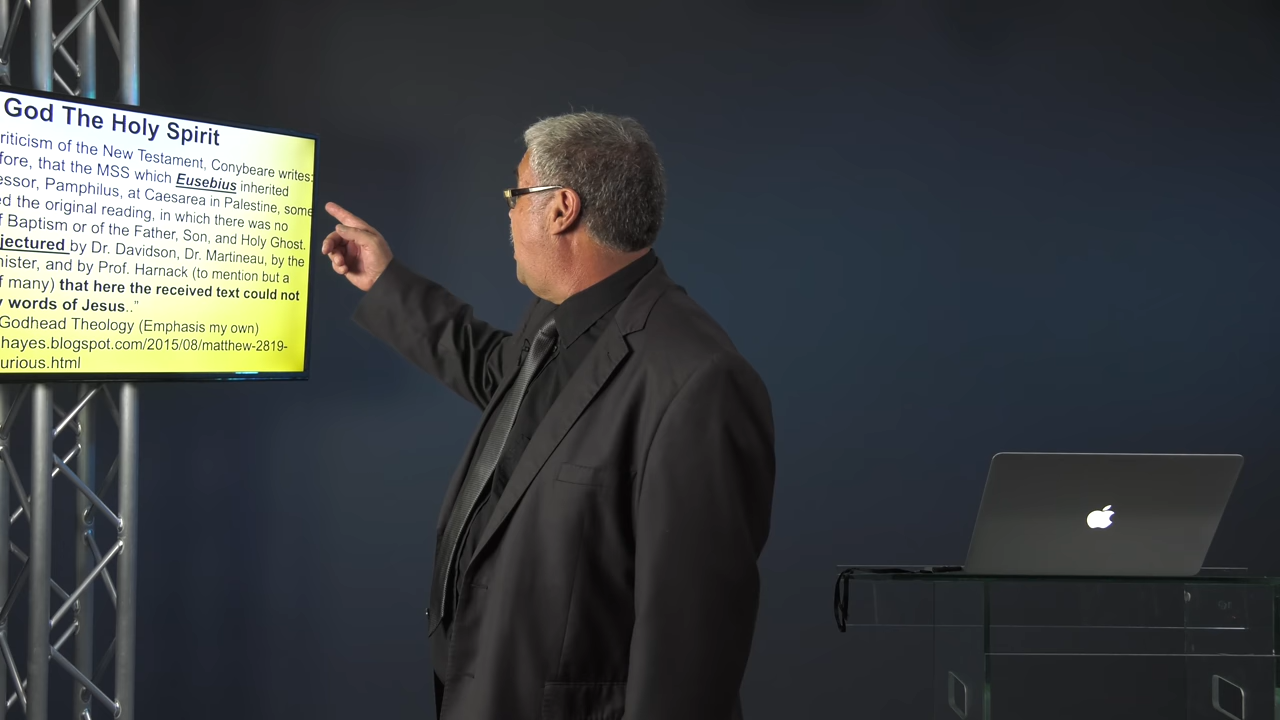 God The Holy Spirit
riticism of the New Testament, Conybeare writes:
fore, that the MSS which Eusebius inherited
essor, Pamphilus, at Caesarea in Palestine, some
ed the original reading, in which there was no
f Baptism or of the Father, Son, and Holy Ghost.
jectured by Dr. Davidson, Dr. Martineau, by the
nister, and by Prof. Harnack (to mention but a
f many) that here the received text could not
y words of Jesus.."
Godhead Theology (Emphasis my own)
hayes.blogspot.com/2015/08/matthew-2819-
urious.html